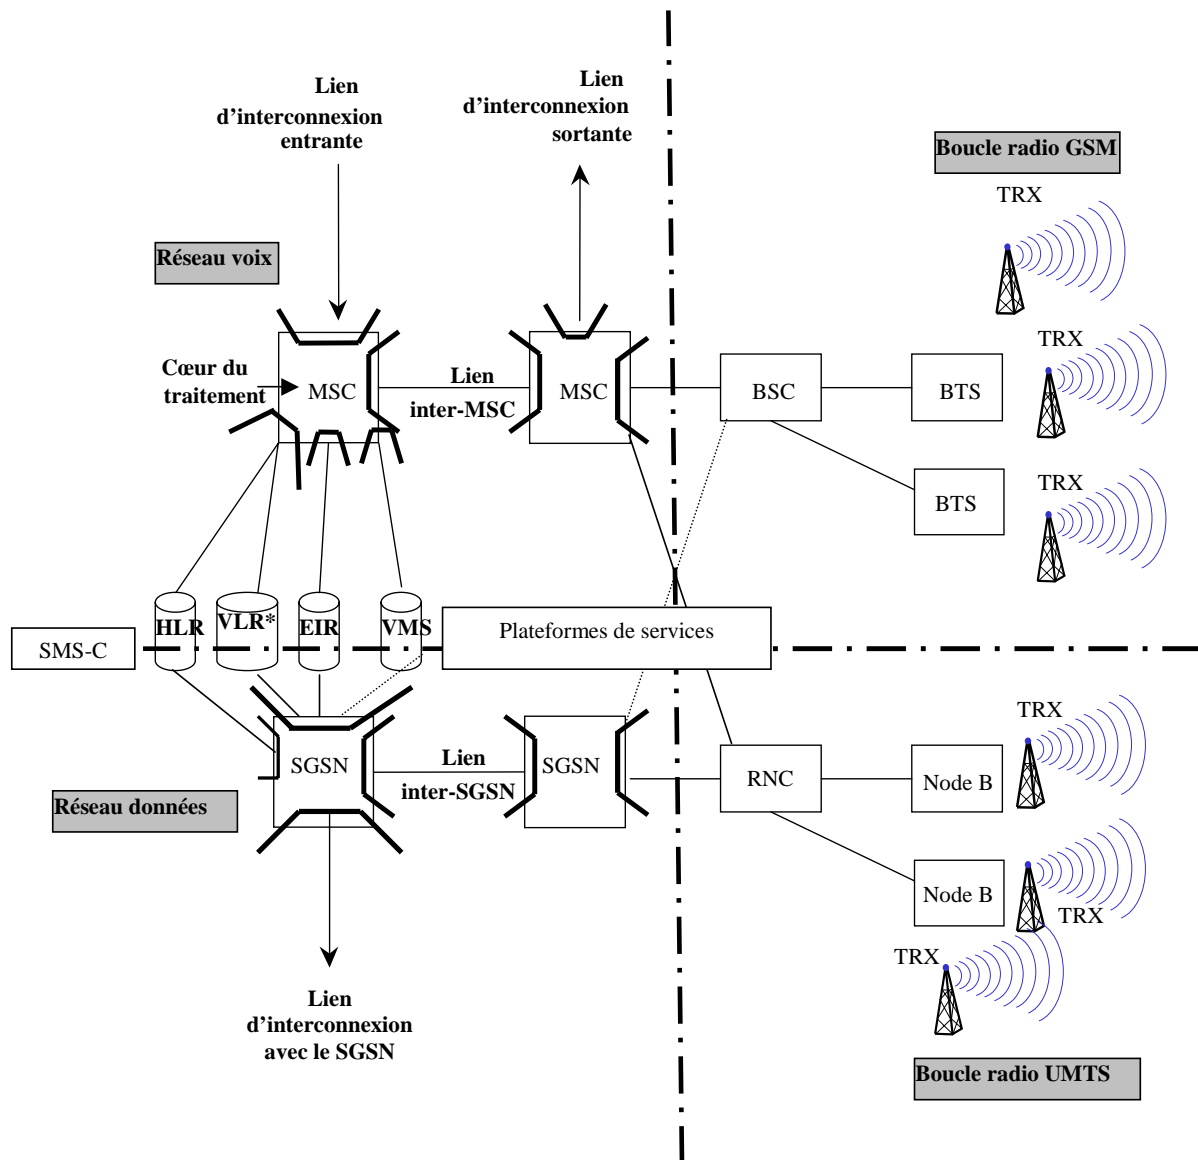 Lien
d'interconnexion
entrante
Lien
d'interconnexion
sortante
Boucle radio GSM
TRX
Réseau voix
TRX
Cœur du
traitement
MSC
Lien
inter-MSC
MSC
BSC
BTS
TRX
BTS
HLR
VLR*
EIR
VMS
Plateformes de services
SMS-C
TRX
SGSN
Lien
inter-SGSN
SGSN
RNC
Node B
Réseau données
Node B
TRX
TRX
Lien
d'interconnexion
avec le SGSN
Boucle radio UMTS